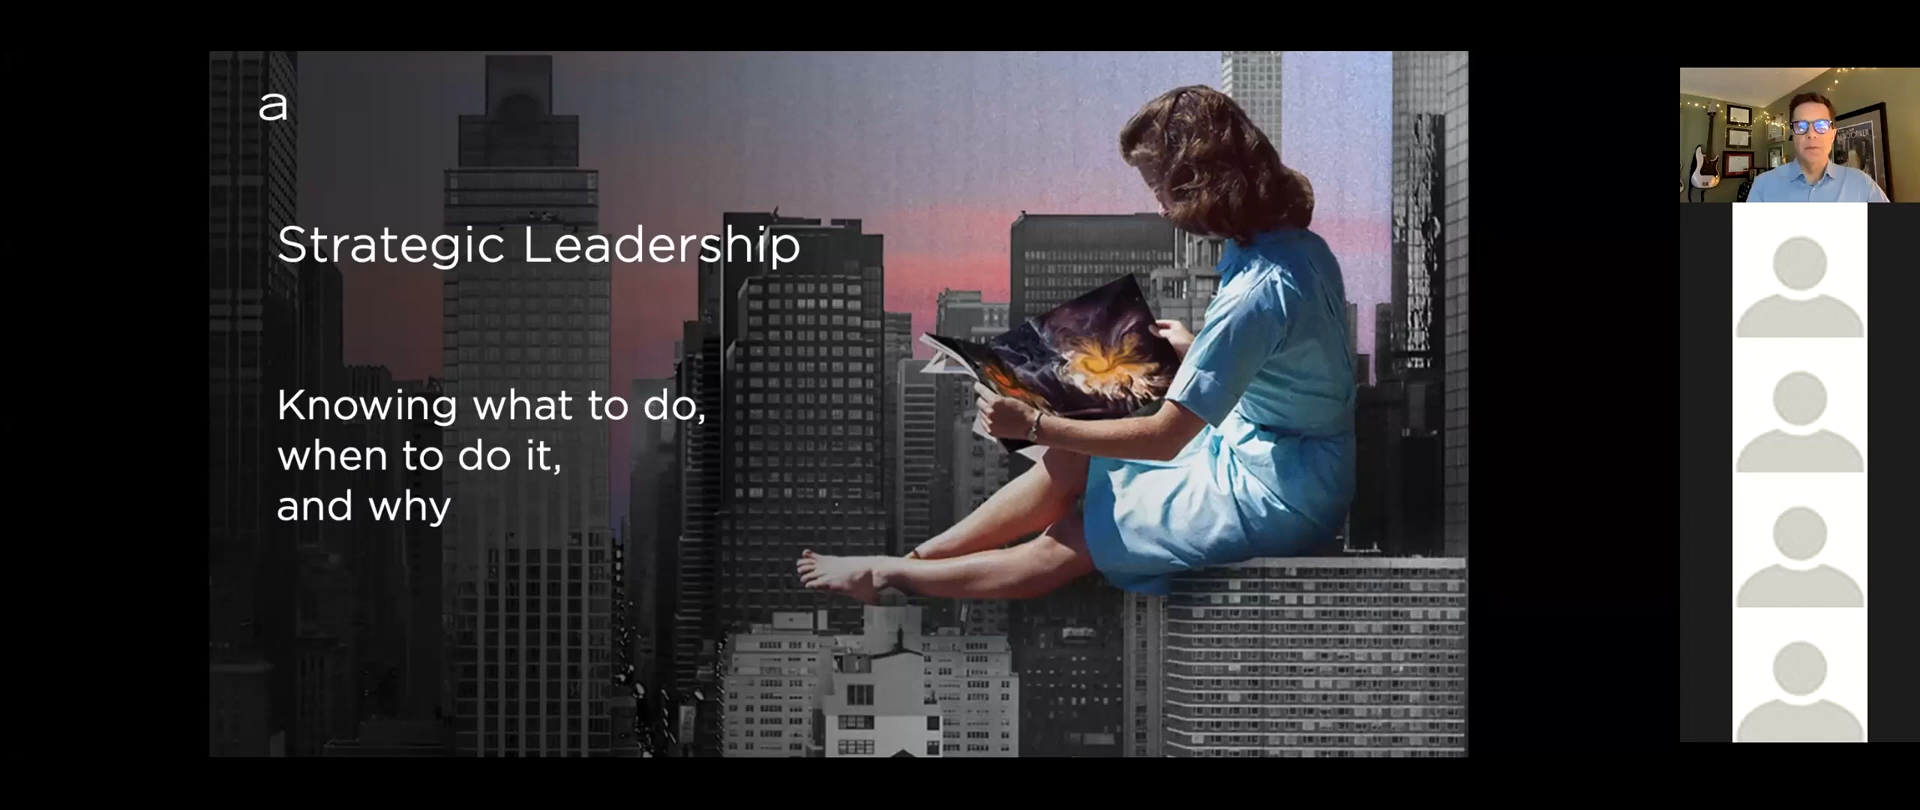 a
Strategic Leadership
Knowing what to do,
when to do it,
and why